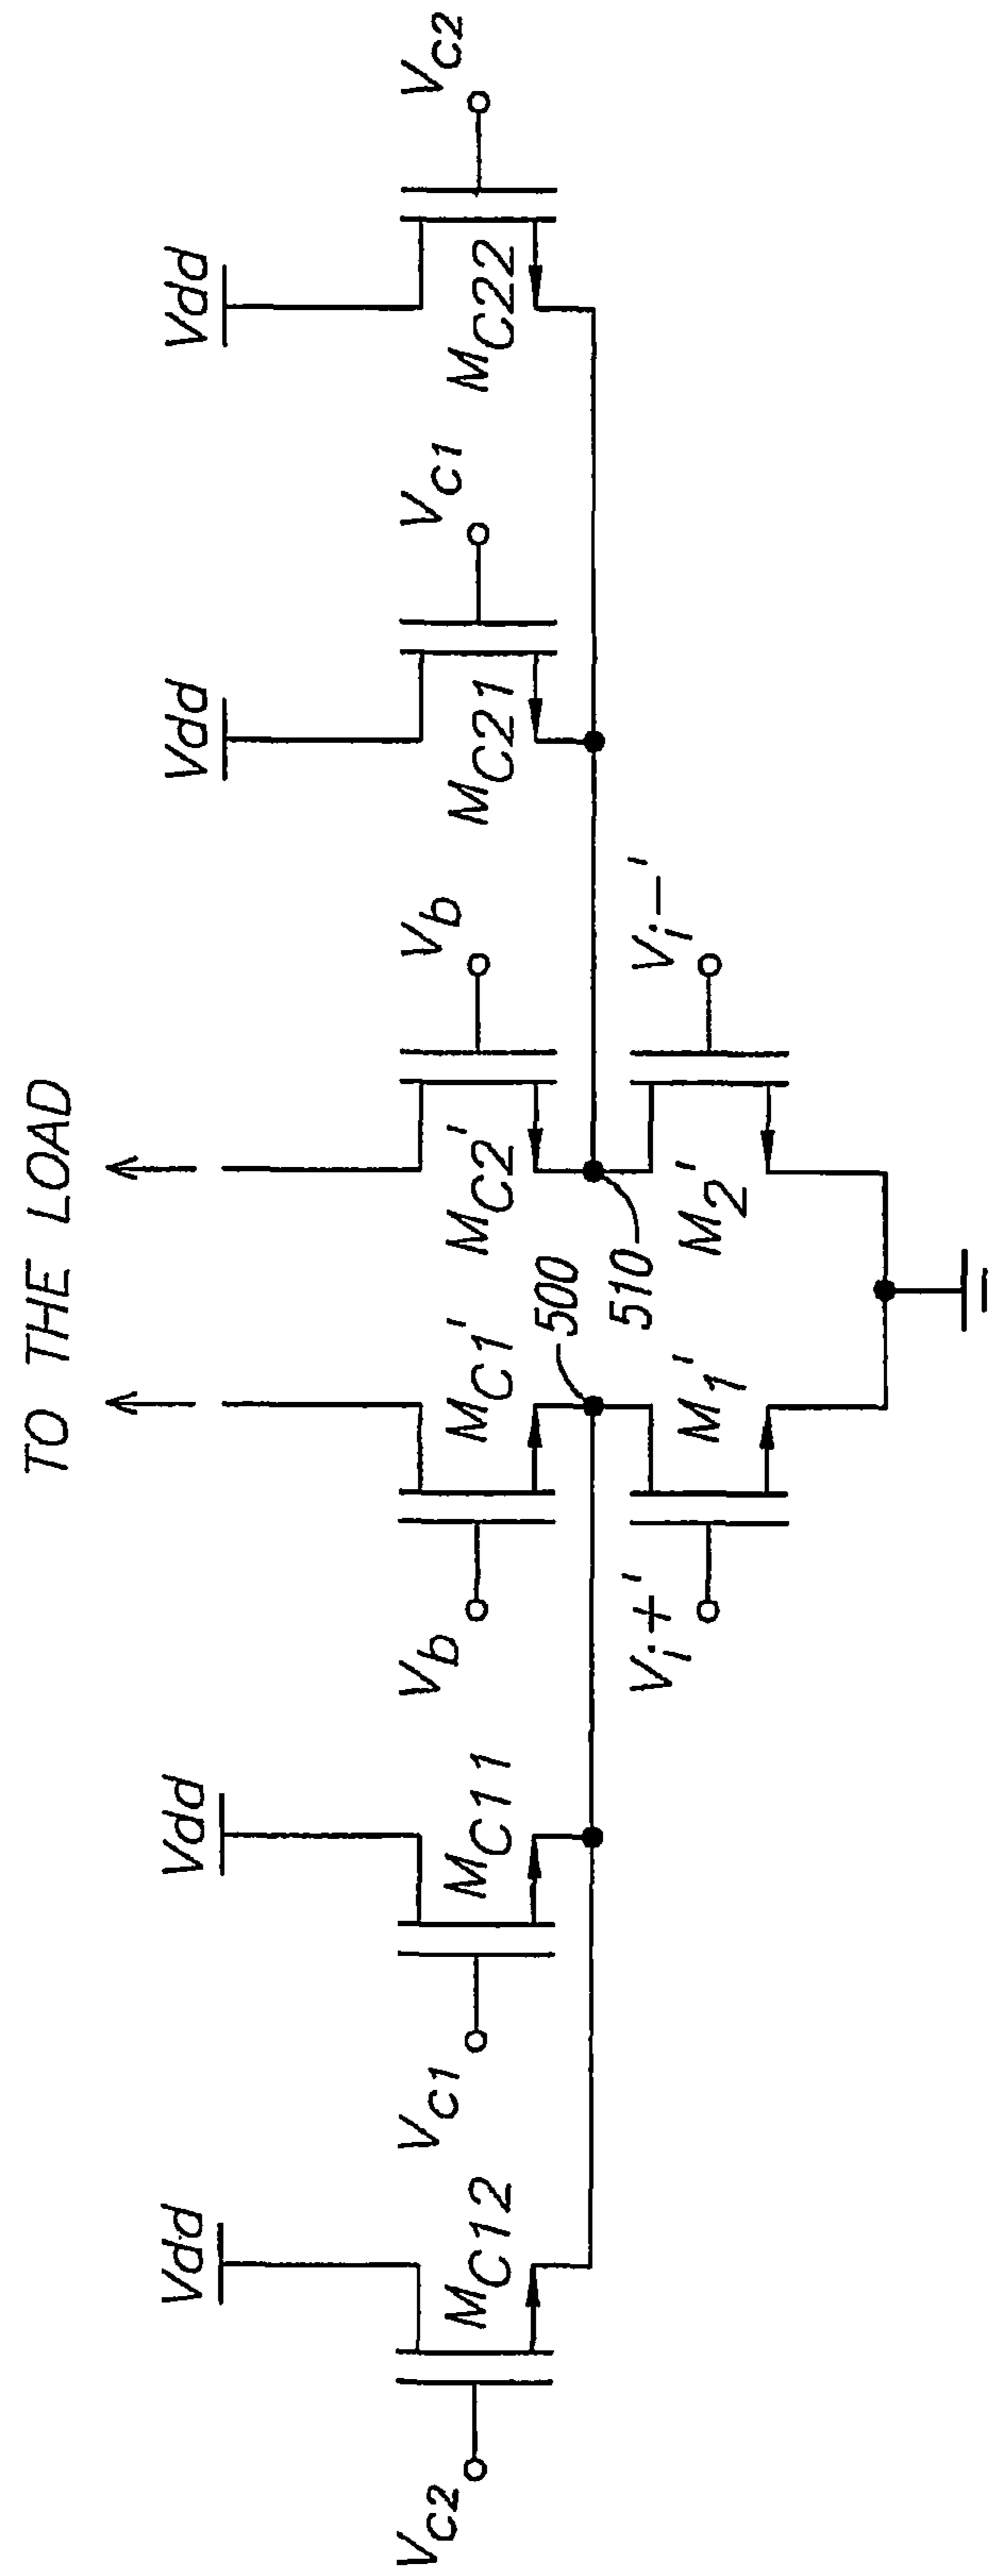 TO THE LOAD
Vdd
Vdd
Vdd
Vdd
VC2
VC1
Vb
Vb
VC1
VC2
MC12
MC11
MC1'
MC2'
MC21
MC22
500
510
Vi+'
Vi-'
M1'
M2'